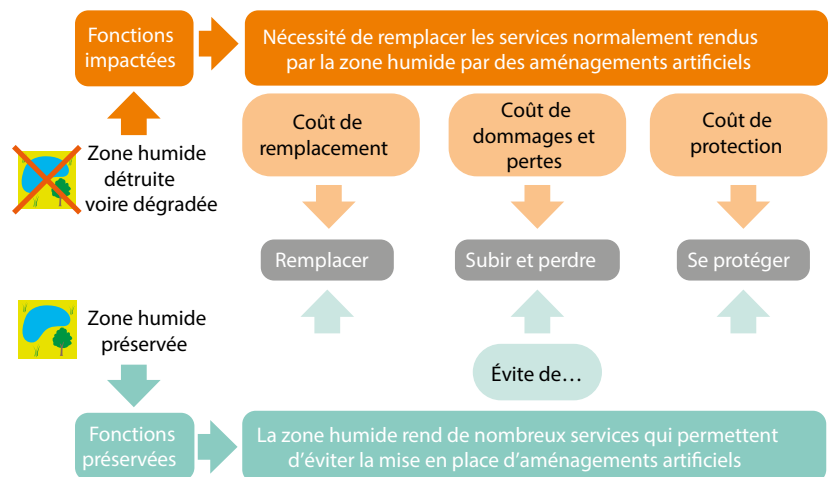 Fonctions
impactées
Nécessité de remplacer les services normalement rendus
par la zone humide par des aménagements artificiels
Zone humide
détruite
voire dégradée
Coût de
remplacement
Coût de
dommages et
pertes
Coût de
protection
Remplacer
Subir et perdre
Se protéger
Zone humide
préservée
Évite de…
Fonctions
préservées
La zone humide rend de nombreux services qui permettent
d’éviter la mise en place d’aménagements artificiels